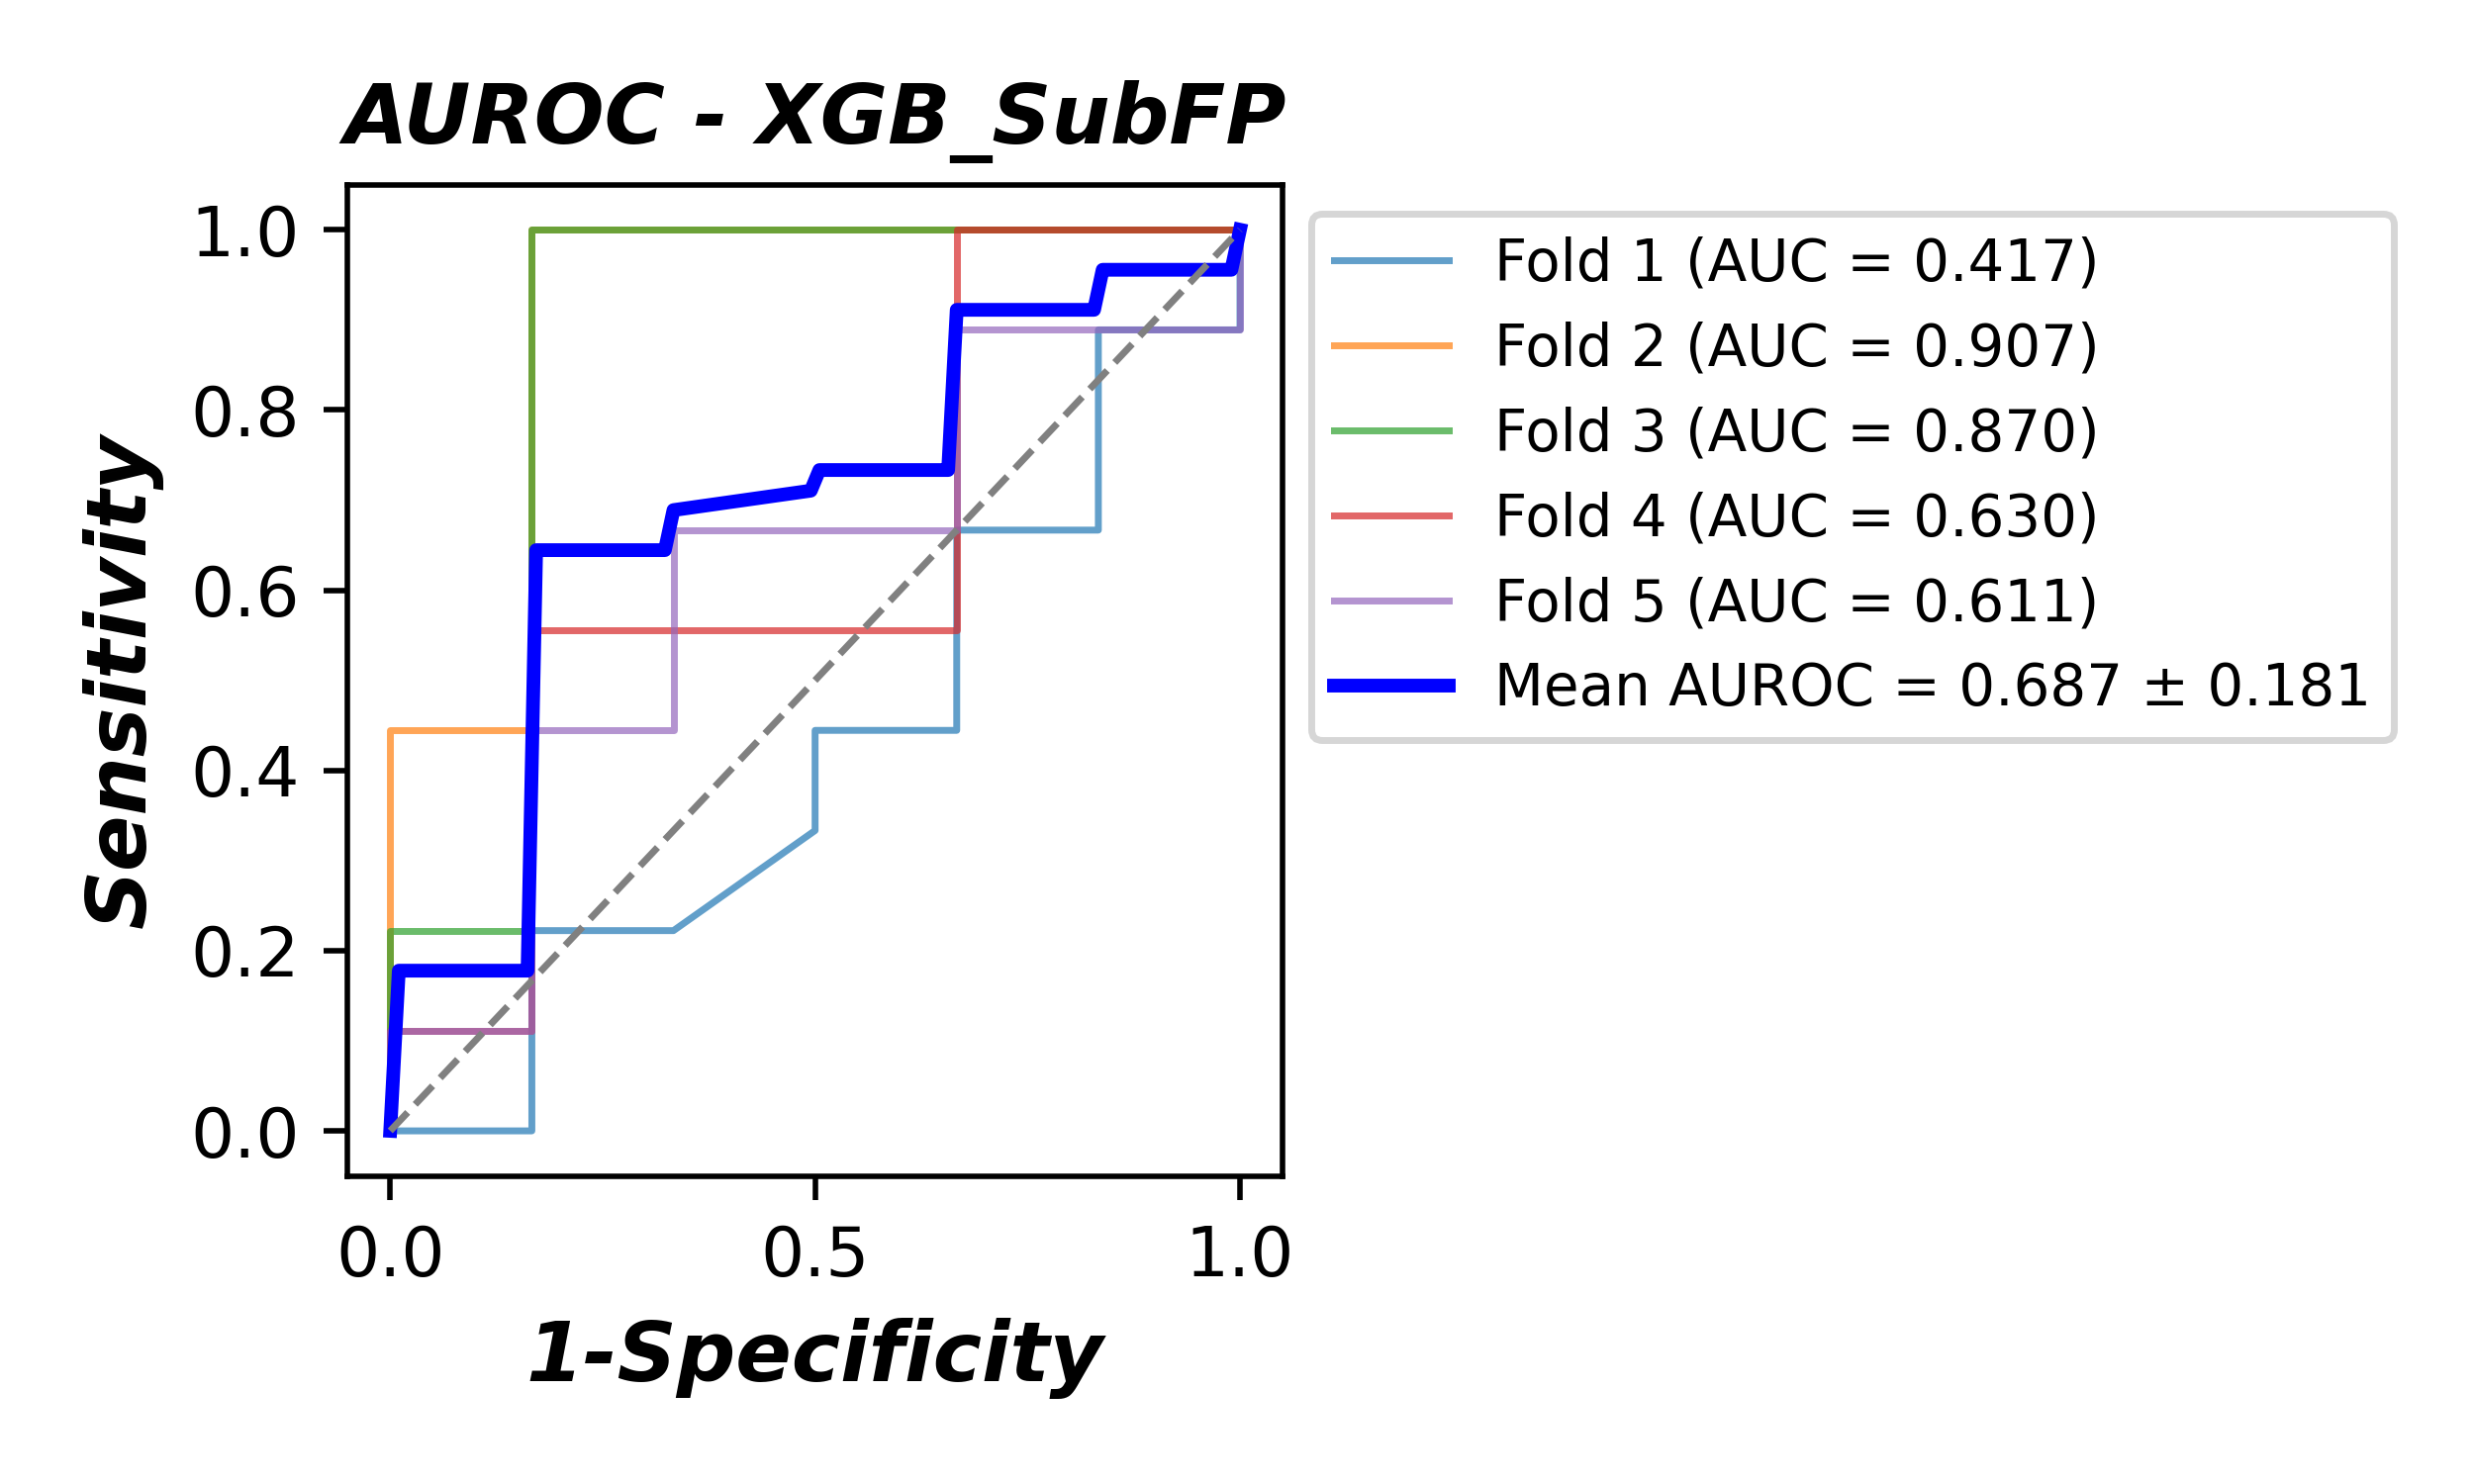 AUROC - XGB_SubFP
Sensitivity
1.0
0.8
0.6
0.4
0.2
0.0
0.0 0.5 1.0
1-Specificity
Fold 1 (AUC = 0.417)
Fold 2 (AUC = 0.907)
Fold 3 (AUC = 0.870)
Fold 4 (AUC = 0.630)
Fold 5 (AUC = 0.611)
Mean AUROC = 0.687 ± 0.181